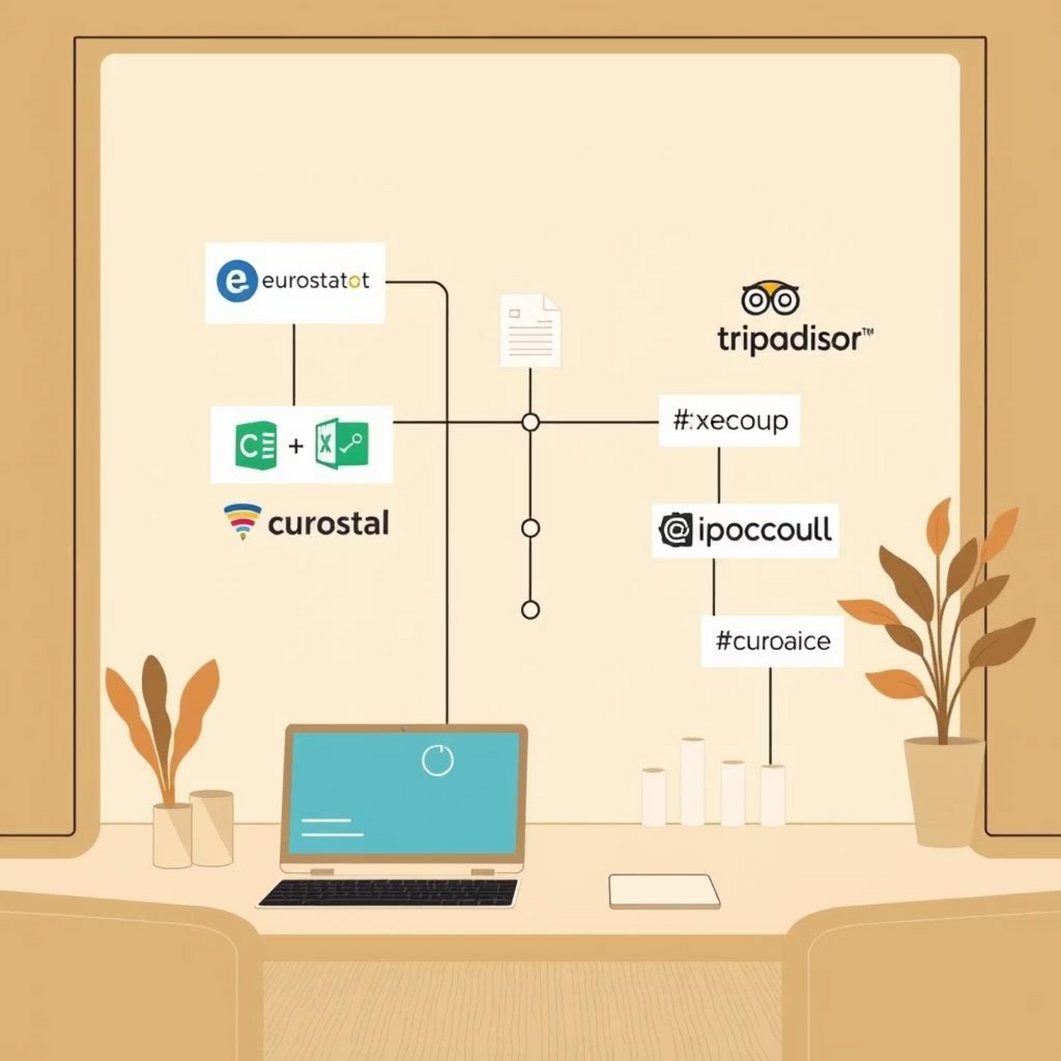 eurostatot
tripadisor™
#:xecoup
C + X
curostal
@ipoccoull
#curoaice